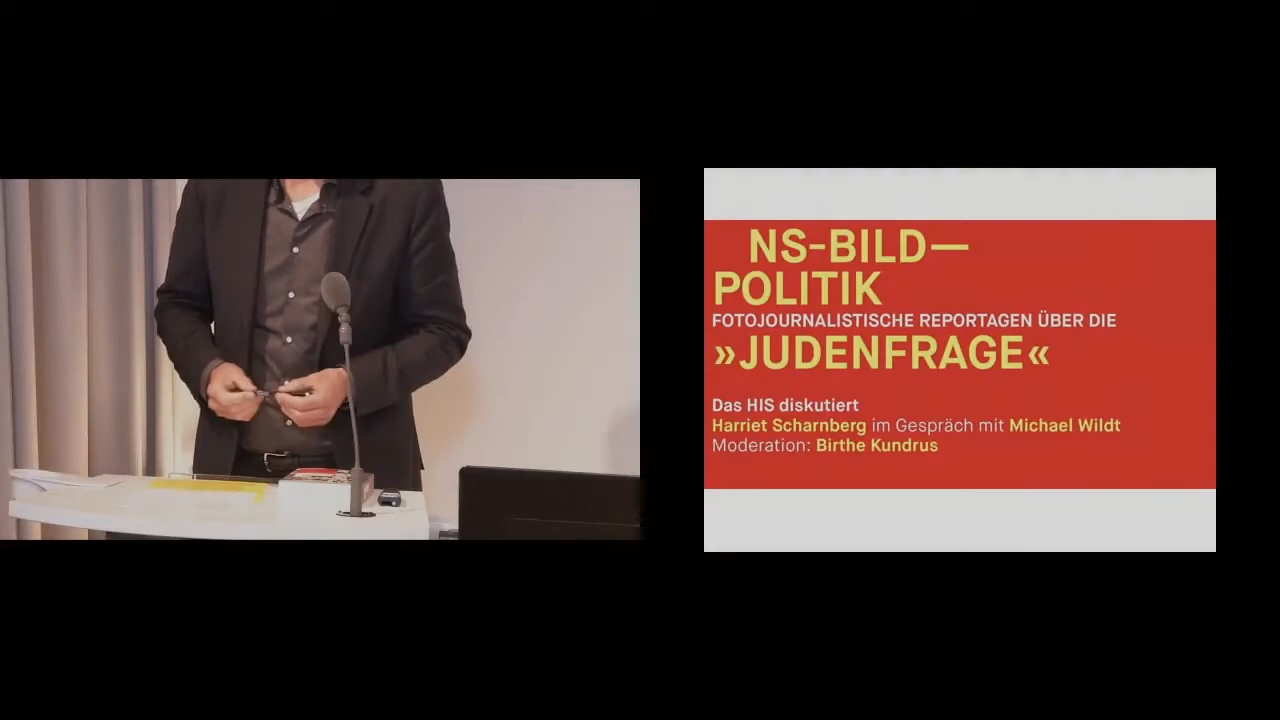 NS-BILD—
POLITIK
FOTOJOURNALISTISCHE REPORTAGEN ÜBER DIE
»JUDENFRAGE«
Das HIS diskutiert
Harriet Scharnberg im Gespräch mit Michael Wildt
Moderation: Birthe Kundrus